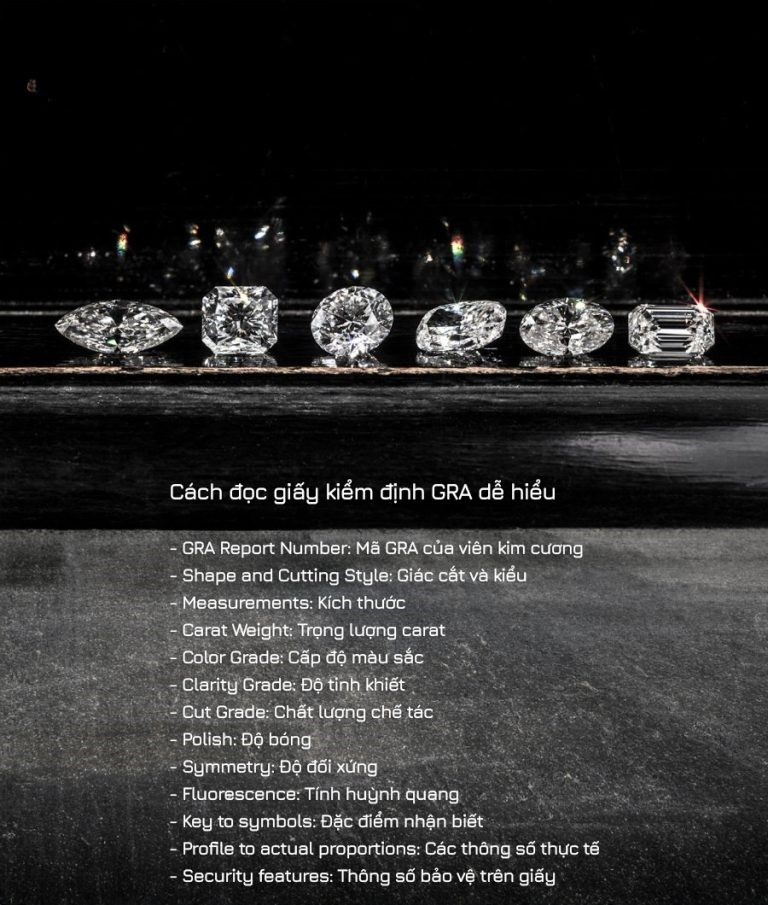 Cách đọc giấy kiểm định GRA dễ hiểu
- GRA Report Number: Mã GRA của viên kim cương
- Shape and Cutting Style: Giác cắt và kiểu
- Measurements: Kích thước
- Carat Weight: Trọng lượng carat
- Color Grade: Cấp độ màu sắc
- Clarity Grade: Độ tinh khiết
- Cut Grade: Chất lượng chế tác
- Polish: Độ bóng
- Symmetry: Độ đối xứng
- Fluorescence: Tính huỳnh quang
- Key to symbols: Đặc điểm nhận biết
- Profile to actual proportions: Các thông số thực tế
- Security features: Thông số bảo vệ trên giấy